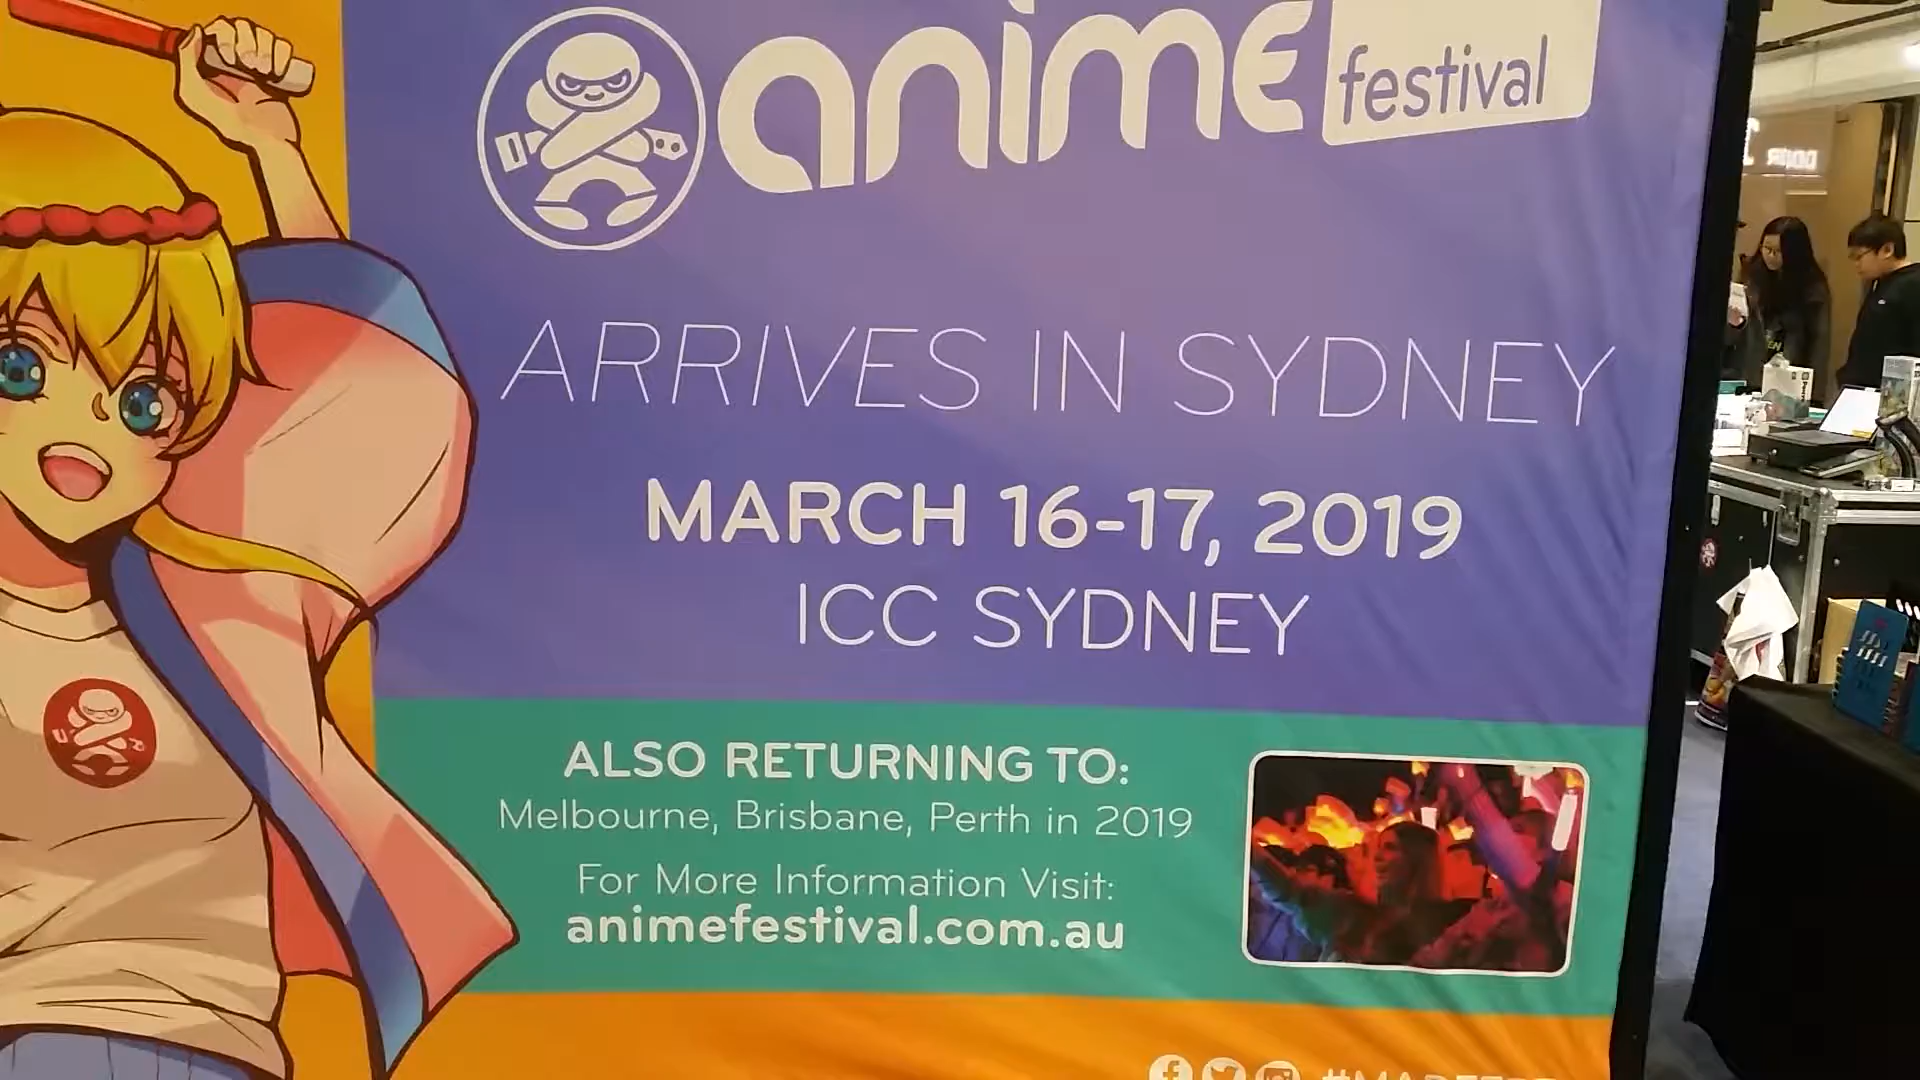 anime festival
ARRIVES IN SYDNEY
MARCH 16-17, 2019
ICC SYDNEY
ALSO RETURNING TO:
Melbourne, Brisbane, Perth in 2019
For More Information Visit:
animefestival.com.au